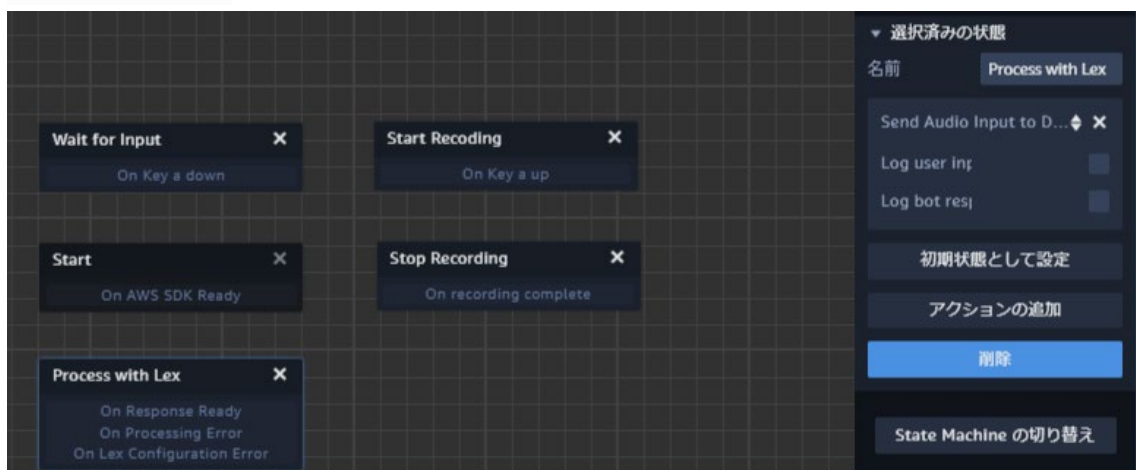 Wait for Input
On Key a down
Start Recoding
On Key a up
Start
On AWS SDK Ready
Stop Recording
On recording complete
Process with Lex
On Response Ready
On Processing Error
On Lex Configuration Error
選択済みの状態
名前 Process with Lex
Send Audio Input to D...
Log user inp
Log bot resp
初期状態として設定
アクションの追加
削除
State Machine の切り替え